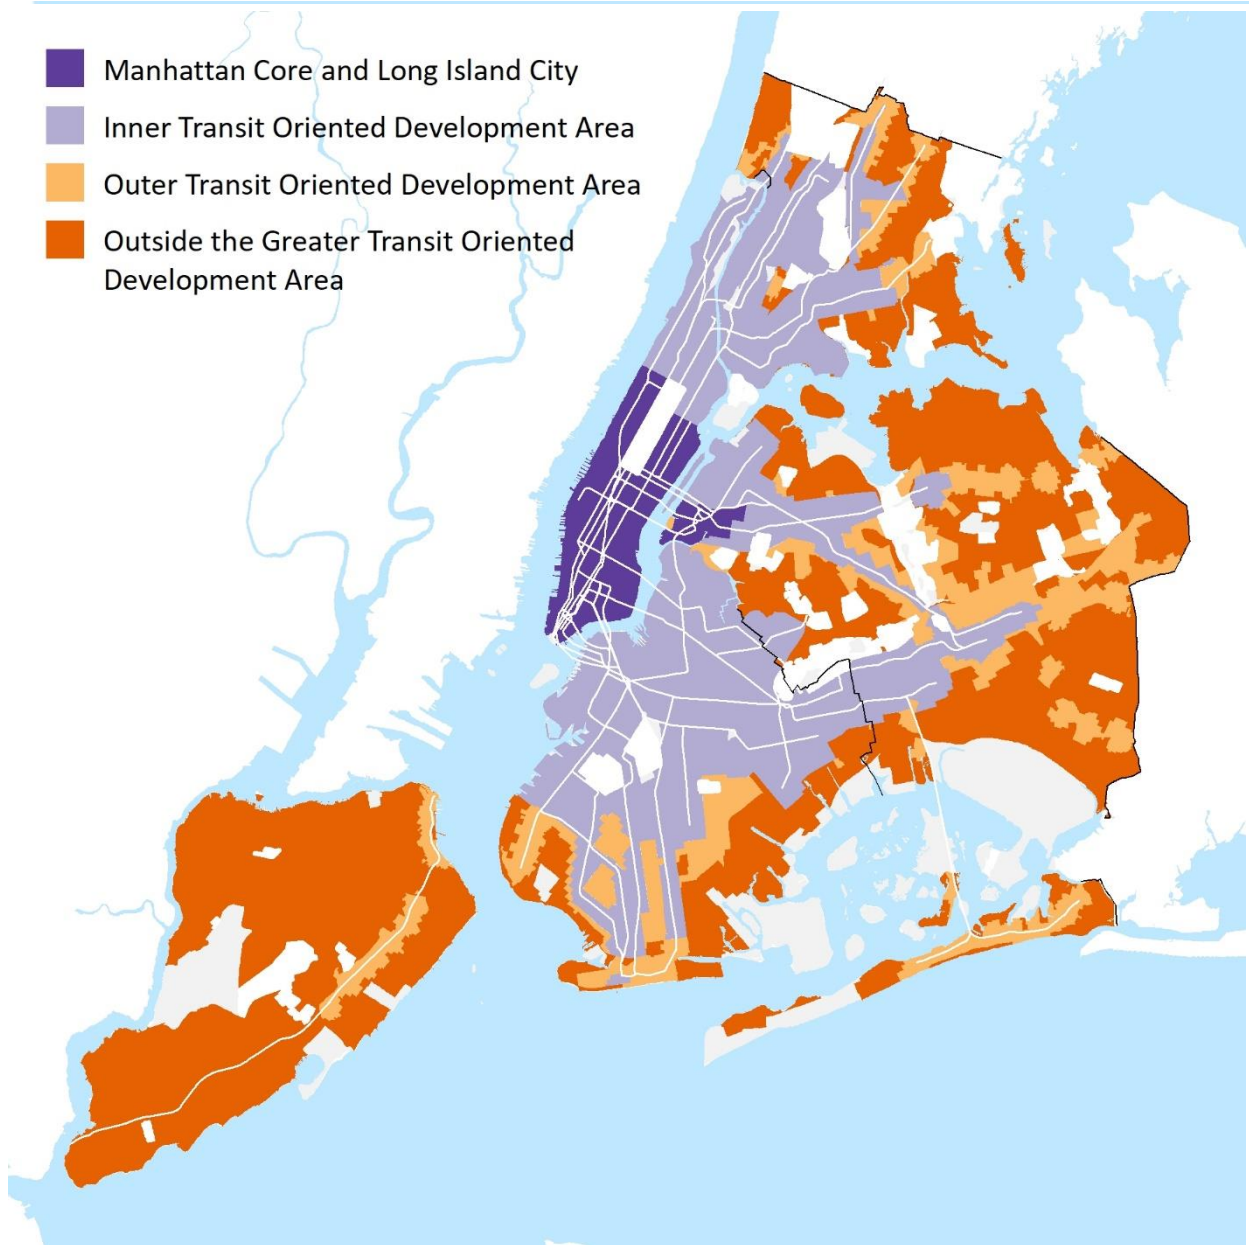 Manhattan Core and Long Island City
Inner Transit Oriented Development Area
Outer Transit Oriented Development Area
Outside the Greater Transit Oriented
Development Area